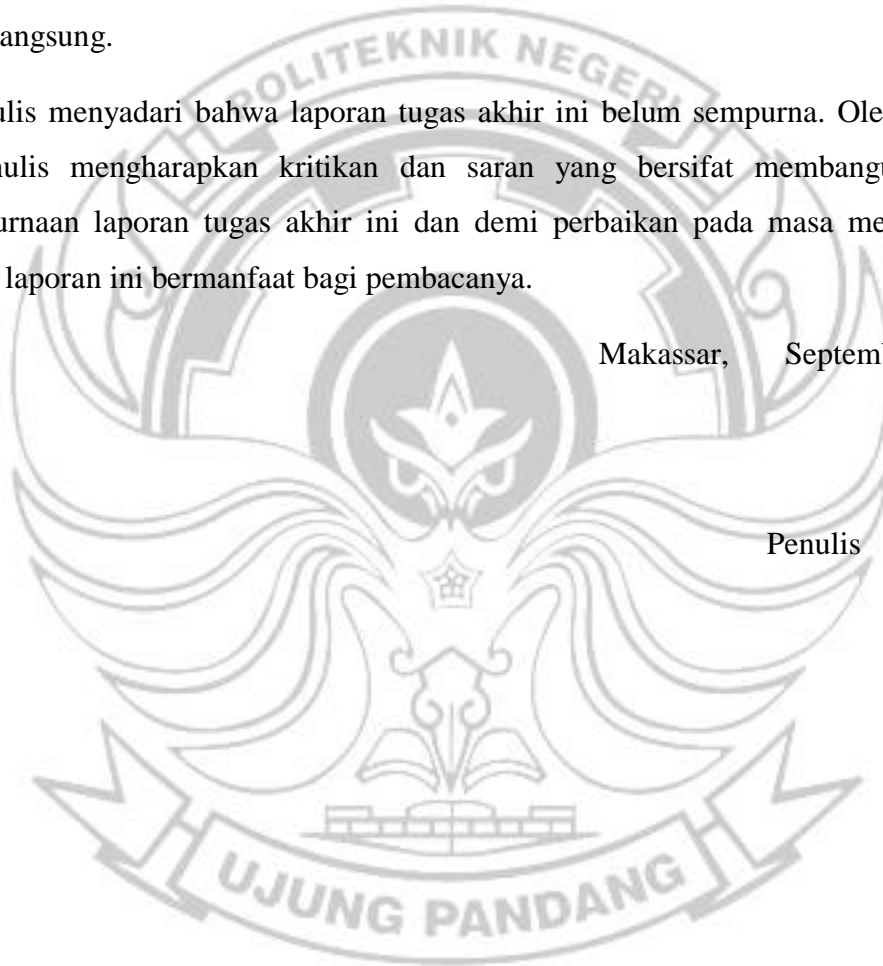 angsung.
ulis menyadari bahwa laporan tugas akhir ini belum sempurna. Ole
nulis mengharapkan kritikan dan saran yang bersifat membangu
urnaan laporan tugas akhir ini dan demi perbaikan pada masa me
laporan ini bermanfaat bagi pembacanya.
Makassar, Septem
Penulis
POLITEKNIK NEGERI
UJUNG PANDANG